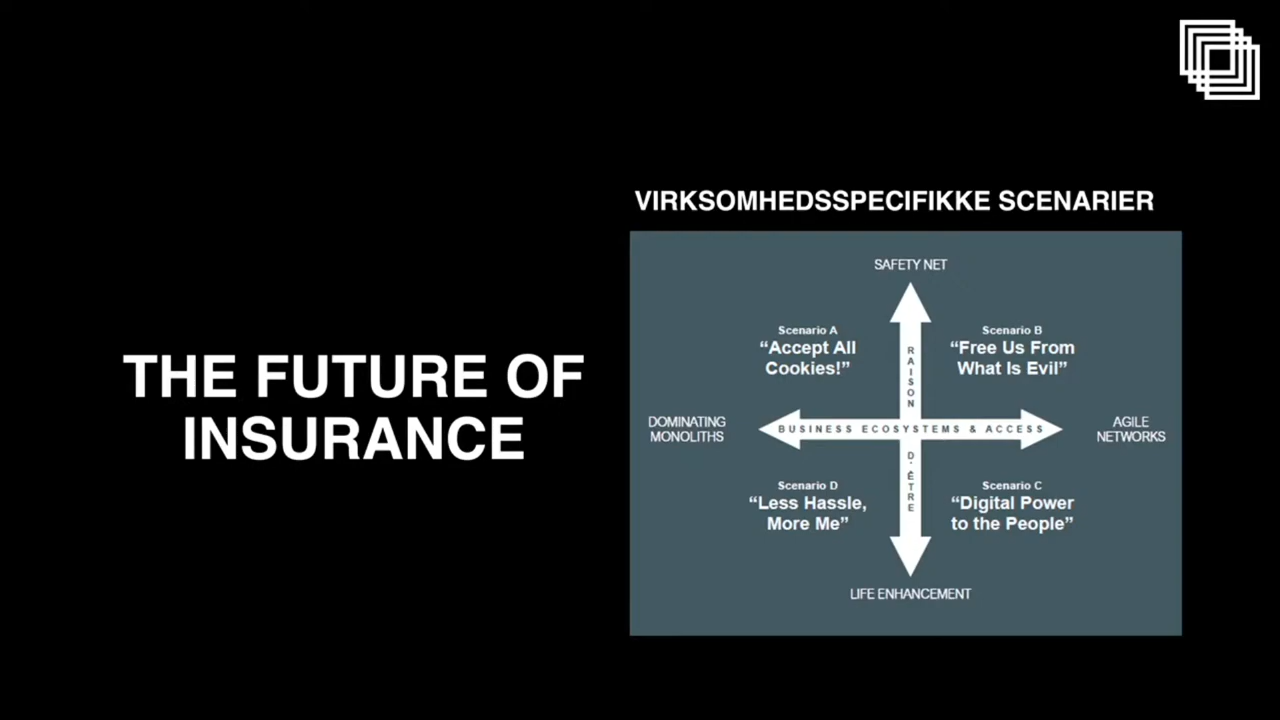 THE FUTURE OF
INSURANCE
VIRKSOMHEDSSPECIFIKKE SCENARIER
SAFETY NET
Scenario A
“Accept All
Cookies!”
Scenario B
“Free Us From
What Is Evil”
RAISON
DOMINATING
MONOLITHS
BUSINESS ECOSYSTEMS & ACCESS
AGILE
NETWORKS
D'ÊTRE
Scenario D
“Less Hassle,
More Me”
Scenario C
“Digital Power
to the People”
LIFE ENHANCEMENT